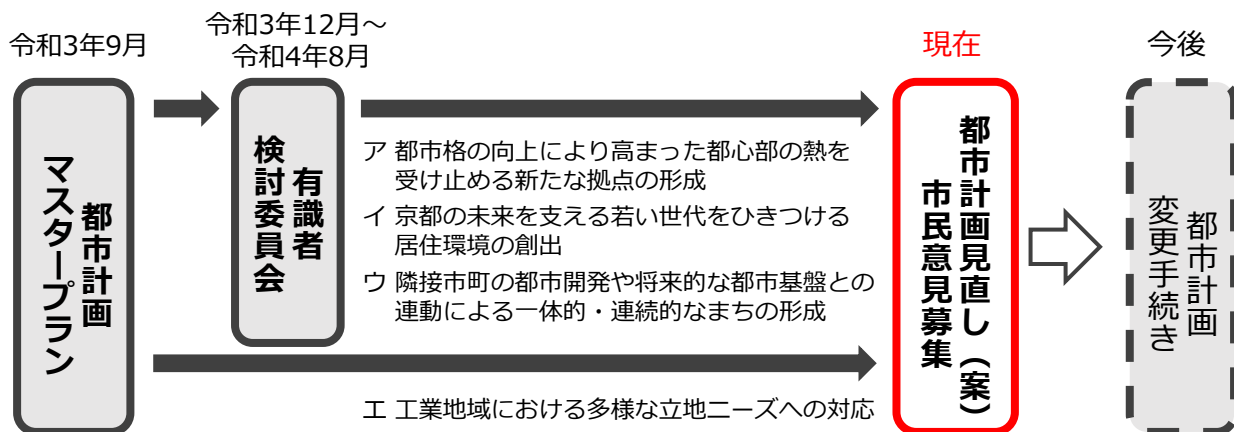 令和3年9月
都市計画
マスタープラン
令和3年12月～
令和4年8月
有識者
検討委員会
ア 都市格の向上により高まった都心部の熱を
受け止める新たな拠点の形成
イ 京都の未来を支える若い世代をひきつける
居住環境の創出
ウ 隣接市町の都市開発や将来的な都市基盤との
連動による一体的・連続的なまちの形成
エ 工業地域における多様な立地ニーズへの対応
現在
都市計画見直し（案）
市民意見募集
今後
都市計画
変更手続き